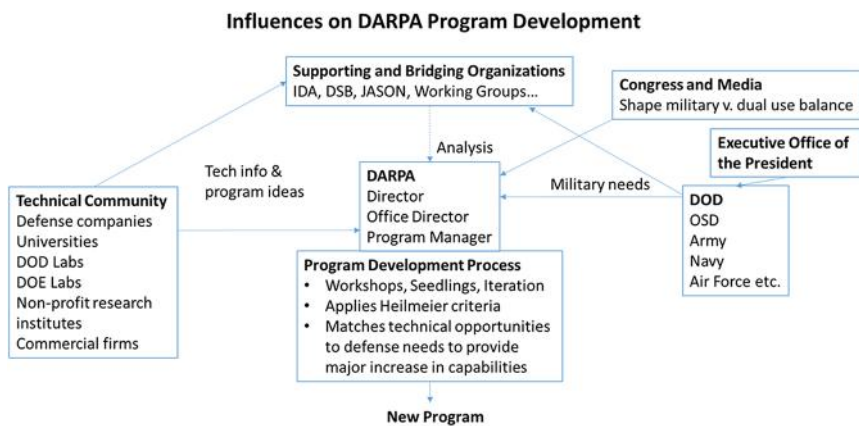 Influences on DARPA Program Development
Supporting and Bridging Organizations
IDA, DSB, JASON, Working Groups...
Congress and Media
Shape military v. dual use balance
Executive Office of
the President
Analysis
Tech info &
program ideas
Military needs
Technical Community
Defense companies
Universities
DOD Labs
DOE Labs
Non-profit research
institutes
Commercial firms
DARPA
Director
Office Director
Program Manager
DOD
OSD
Army
Navy
Air Force etc.
Program Development Process
• Workshops, Seedlings, Iteration
• Applies Heilmeier criteria
• Matches technical opportunities
to defense needs to provide
major increase in capabilities
New Program